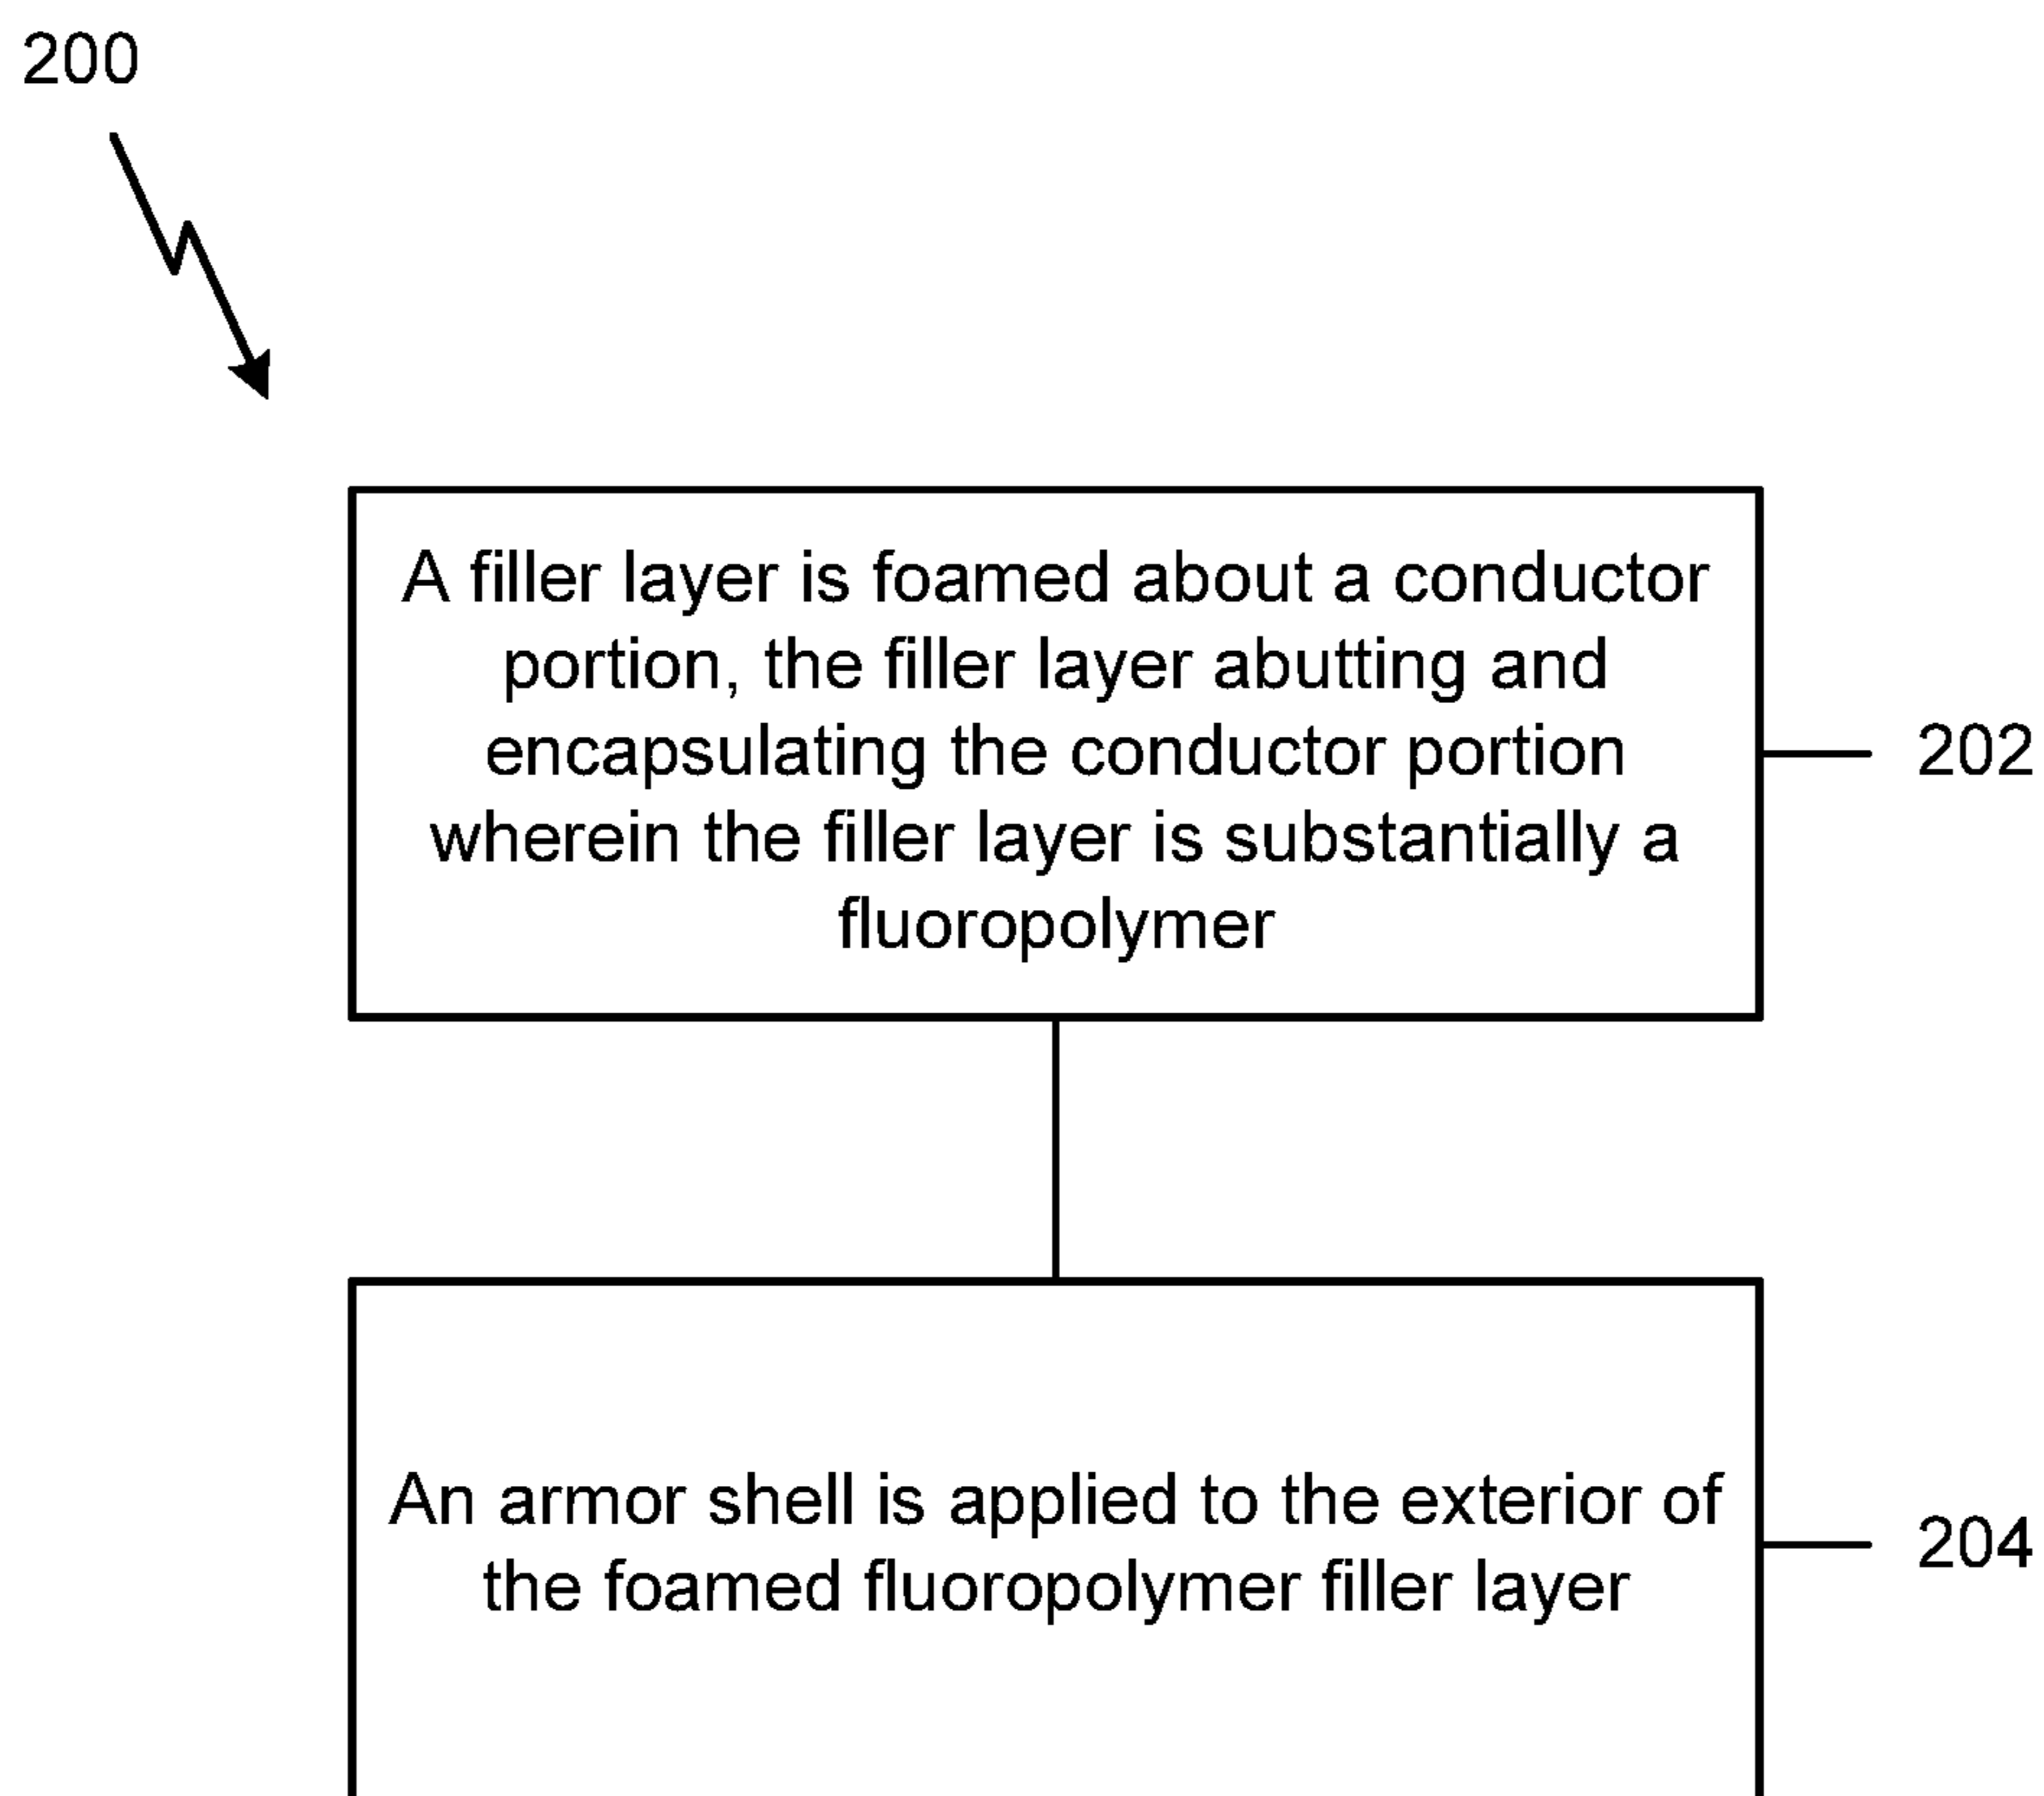 200
A filler layer is foamed about a conductor
portion, the filler layer abutting and
encapsulating the conductor portion
wherein the filler layer is substantially a
fluoropolymer
202
An armor shell is applied to the exterior of
the foamed fluoropolymer filler layer
204